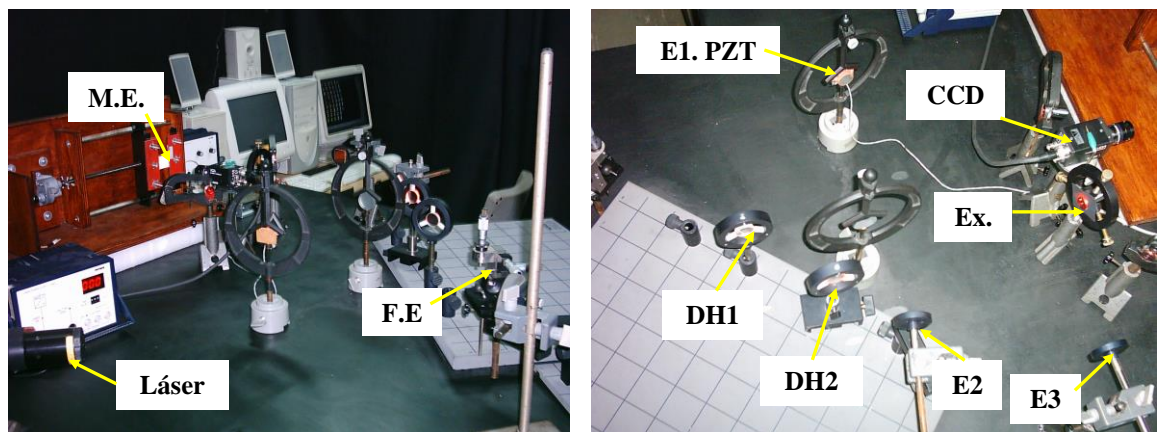 M.E.
F.E
Láser
E1. PZT
CCD
Ex.
DH1
DH2
E2
E3